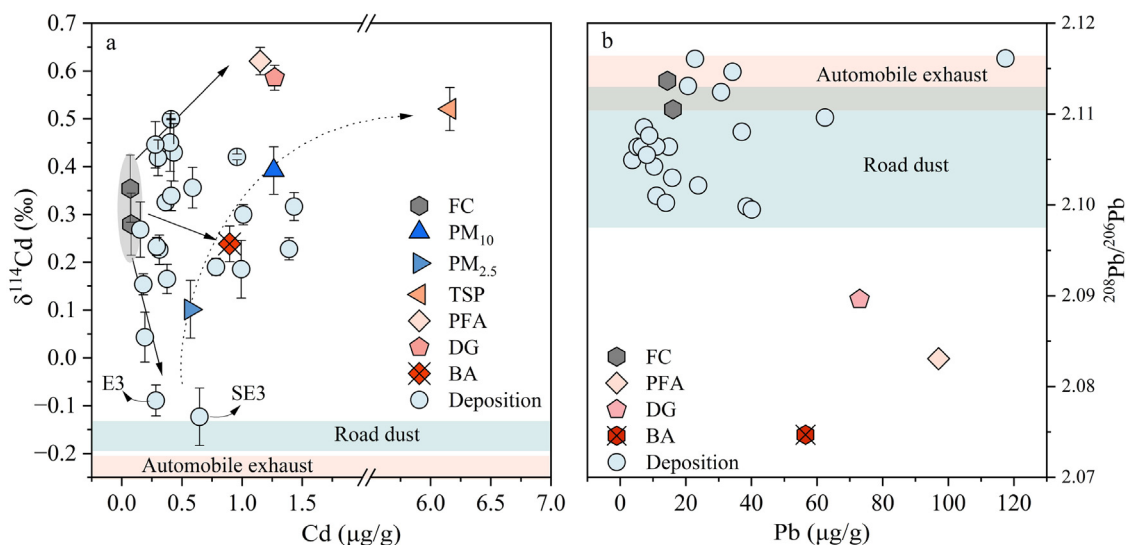 a
0.7
0.6
0.5
0.4
0.3
0.2
0.1
0.0
−0.1
−0.2
δ¹¹⁴Cd (‰)
FC
PM₁₀
PM₂.₅
TSP
PFA
DG
BA
Deposition
E3
SE3
Road dust
Automobile exhaust
0.0 0.5 1.0 1.5 6.0 6.5 7.0
Cd (μg/g)
b
Automobile exhaust
Road dust
FC
PFA
DG
BA
Deposition
2.12
2.11
2.10
2.09
2.08
2.07
²⁰⁸Pb/²⁰⁶Pb
0 20 40 60 80 100 120
Pb (μg/g)